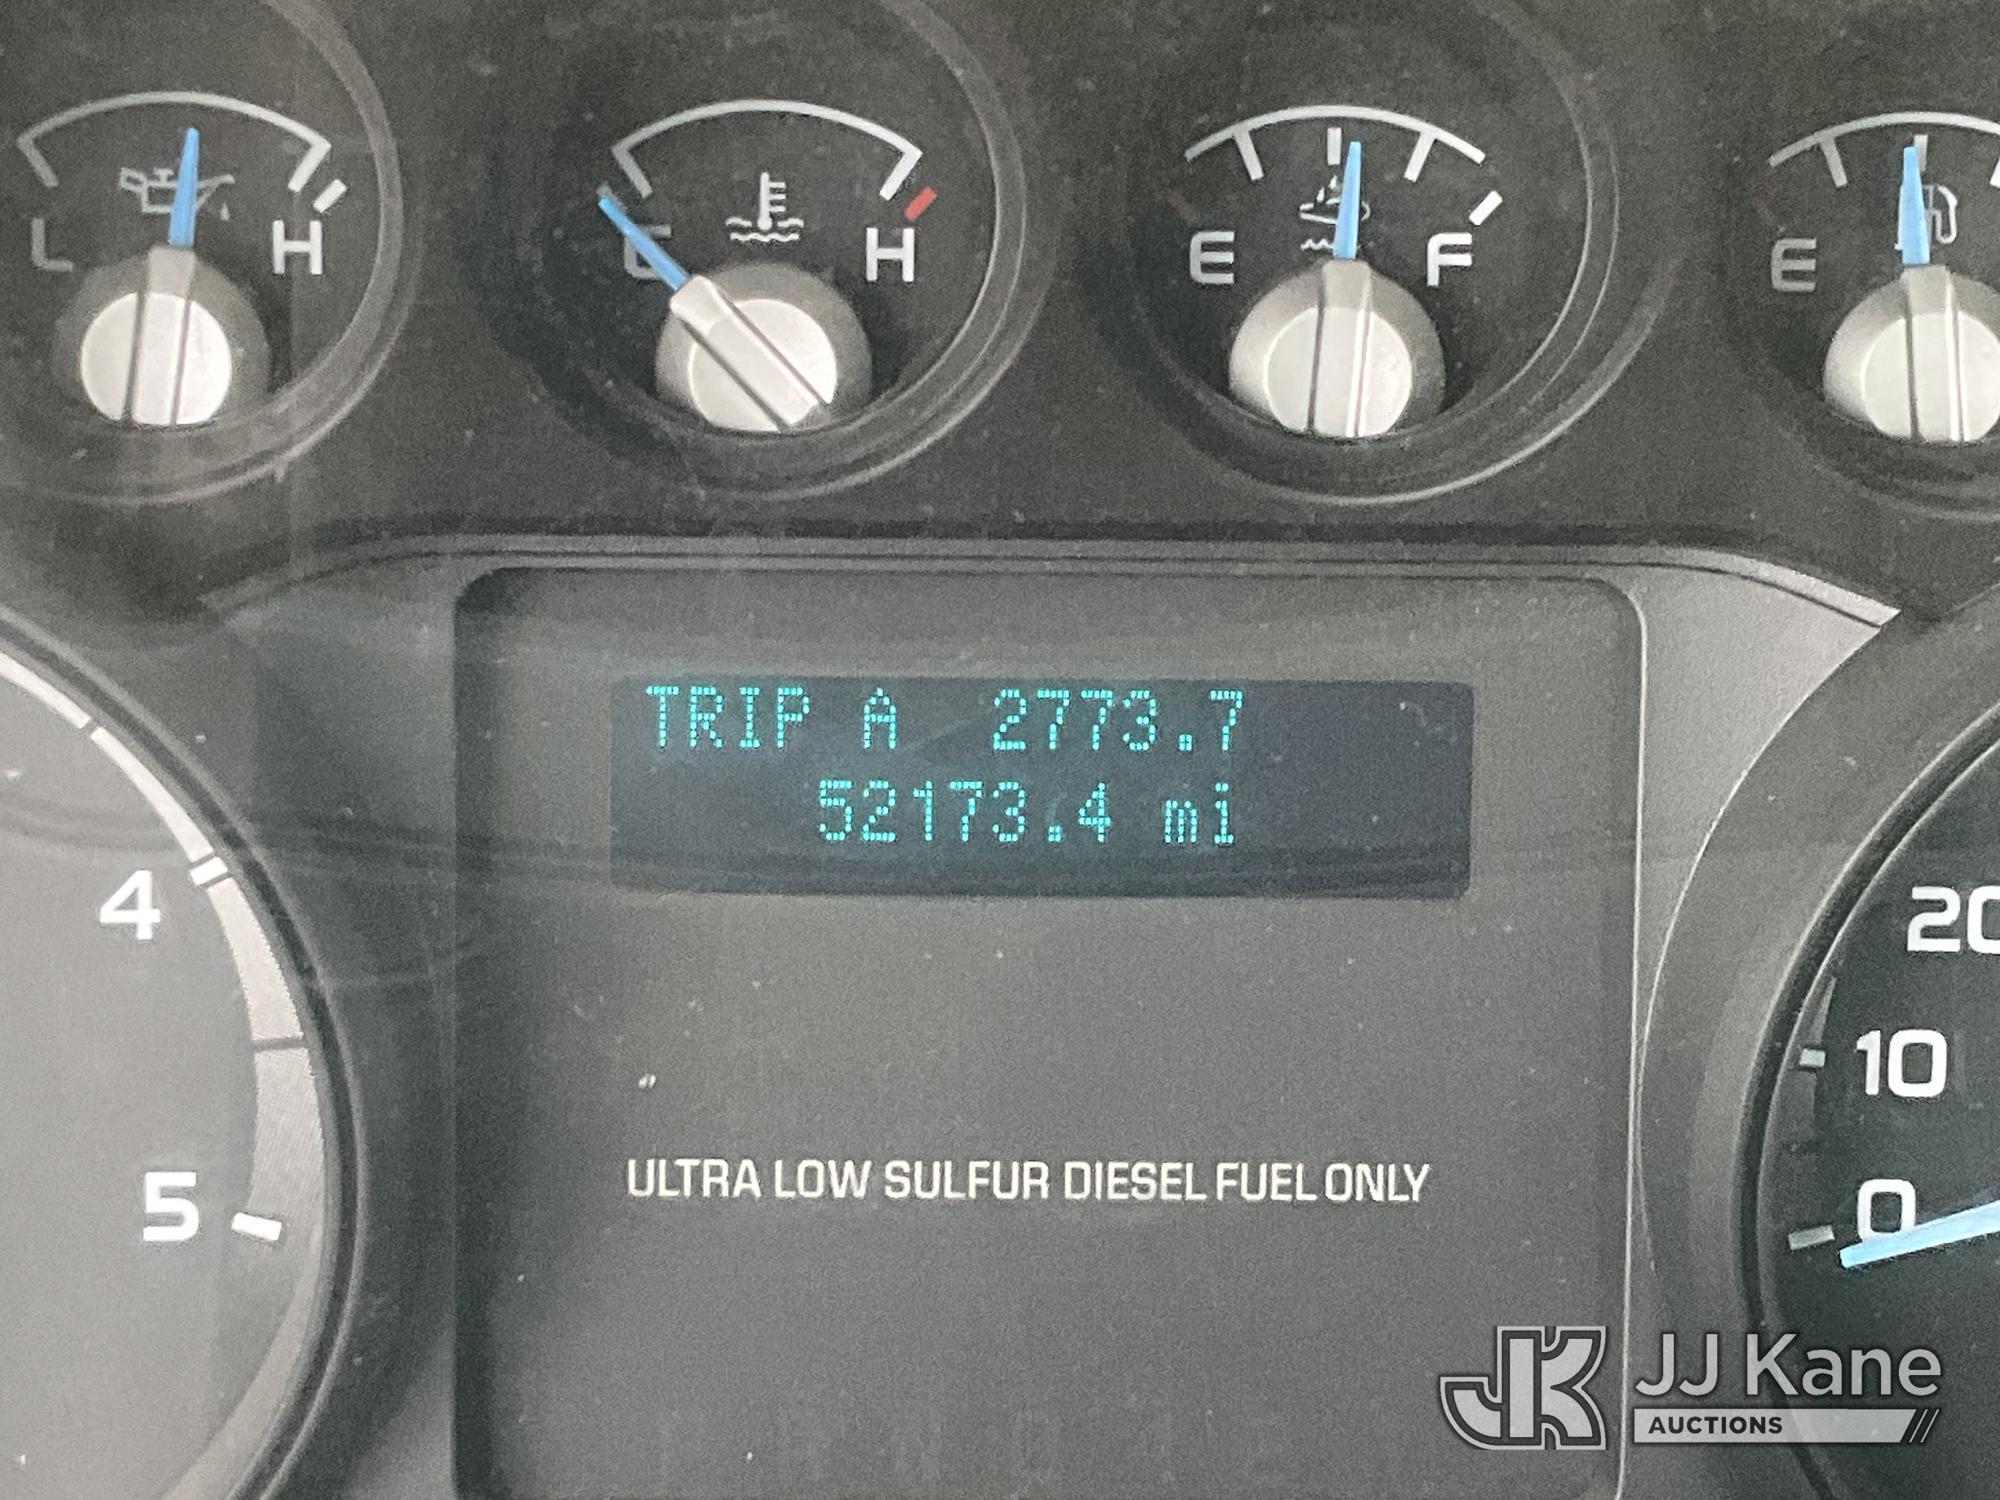 L H
C H
E F
E
TRIP A 2773.7
52173.4 mi
4
5
20
10
0
ULTRA LOW SULFUR DIESEL FUEL ONLY
JK JJ Kane
AUCTIONS